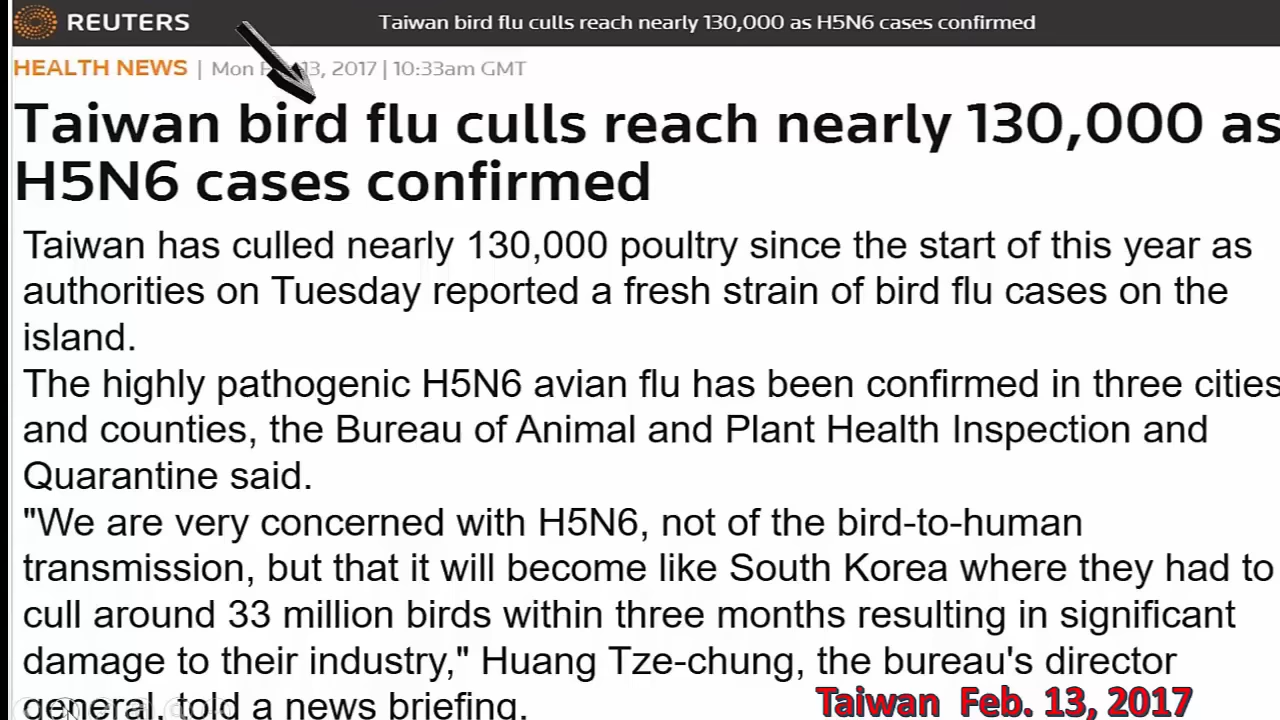 REUTERS Taiwan bird flu culls reach nearly 130,000 as H5N6 cases confirmed
HEALTH NEWS | Mon 13, 2017 | 10:33am GMT
Taiwan bird flu culls reach nearly 130,000 as
H5N6 cases confirmed
Taiwan has culled nearly 130,000 poultry since the start of this year as
authorities on Tuesday reported a fresh strain of bird flu cases on the
island.
The highly pathogenic H5N6 avian flu has been confirmed in three cities
and counties, the Bureau of Animal and Plant Health Inspection and
Quarantine said.
"We are very concerned with H5N6, not of the bird-to-human
transmission, but that it will become like South Korea where they had to
cull around 33 million birds within three months resulting in significant
damage to their industry," Huang Tze-chung, the bureau's director
general, told a news briefing.
Taiwan Feb. 13, 2017